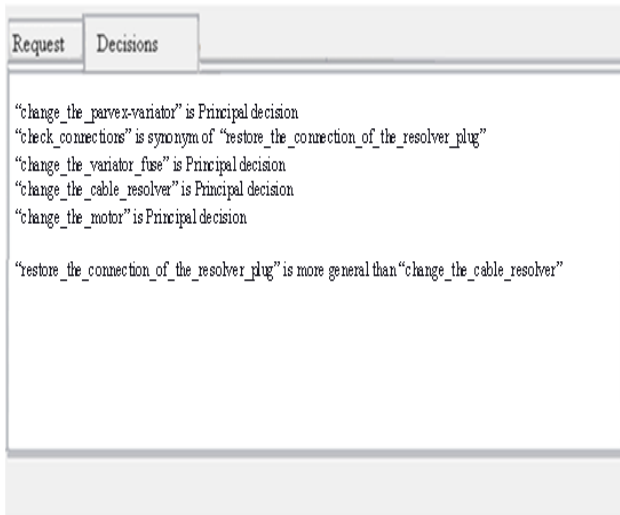 Request Decisions
“change_the_parvex-variator” is Principal decision
“check_connections” is synonym of “restore_the_connection_of_the_resolver_plug”
“change_the_variator_fuse” is Principal decision
“change_the_cable_resolver” is Principal decision
“change_the_motor” is Principal decision
“restore_the_connection_of_the_resolver_plug” is more general than “change_the_cable_resolver”